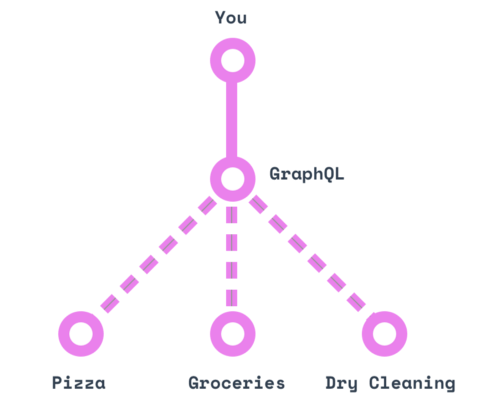 You
GraphQL
Pizza
Groceries
Dry Cleaning